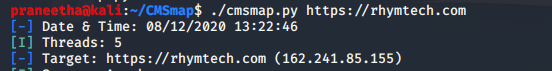 praneetha@kali:~/CMSmap$ ./cmsmap.py https://rhymtech.com
[-] Date & Time: 08/12/2020 13:22:46
[I] Threads: 5
[-] Target: https://rhymtech.com (162.241.85.155)